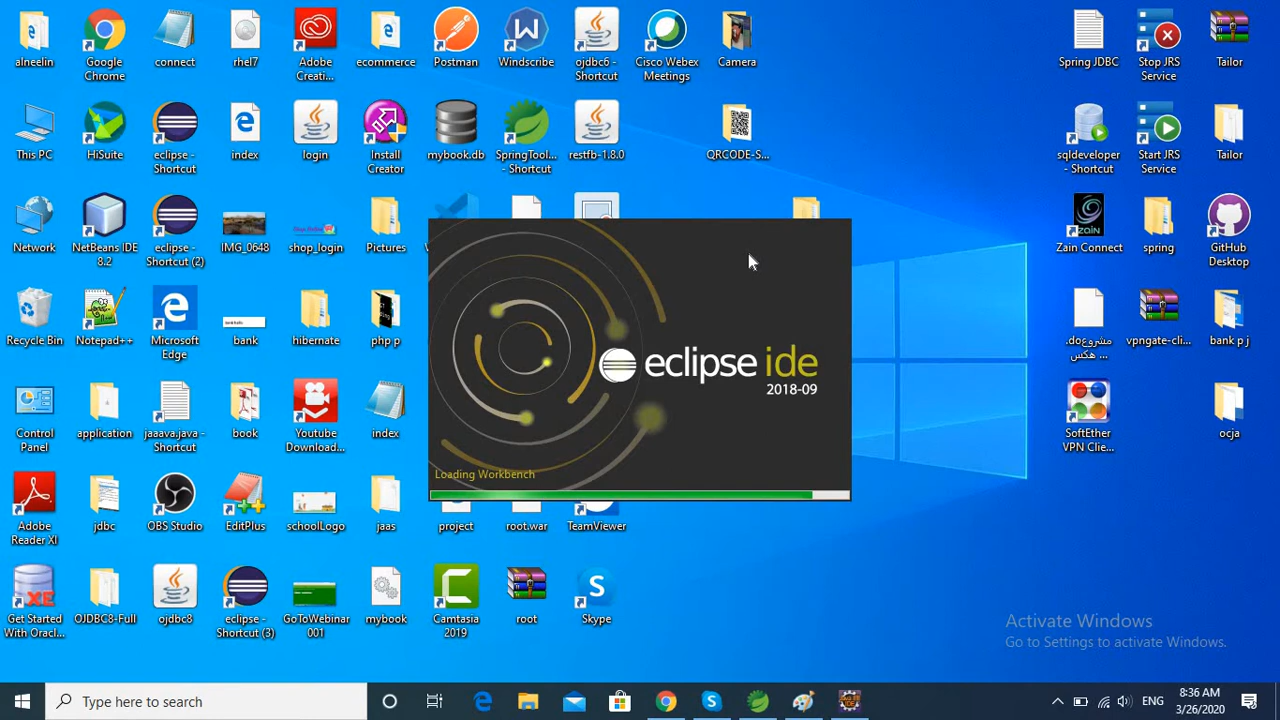 alneelin
Google
Chrome
connect
rhel7
Adobe
Creati...
ecommerce
Postman
Windscribe
ojdbc6 -
Shortcut
Cisco Webex
Meetings
Camera
Spring JDBC
Stop JRS
Service
Tailor
This PC
HiSuite
eclipse -
Shortcut
index
login
Install
Creator
mybook.db
SpringTool...
- Shortcut
restfb-1.8.0
QRCODE-S...
sqldeveloper
- Shortcut
Start JRS
Service
Tailor
Network
NetBeans IDE
8.2
eclipse -
Shortcut (2)
IMG_0648
shop_login
Pictures
Zain Connect
spring
GitHub
Desktop
Recycle Bin
Notepad++
Microsoft
Edge
bank
hibernate
php p
eclipse ide
2018-09
مشروعdo.
هكس ...
vpngate-cli...
bank p j
Control
Panel
application
jaaava.java -
Shortcut
book
Youtube
Download...
index
Loading Workbench
SoftEther
VPN Clie...
ocja
Adobe
Reader XI
jdbc
OBS Studio
EditPlus
schoolLogo
jaas
project
root.war
TeamViewer
Get Started
With Oracl...
OJDBC8-Full
ojdbc8
eclipse -
Shortcut (3)
GoToWebinar
001
mybook
Camtasia
2019
root
Skype
Activate Windows
Go to Settings to activate Windows.
Type here to search
ENG
8:36 AM
3/26/2020